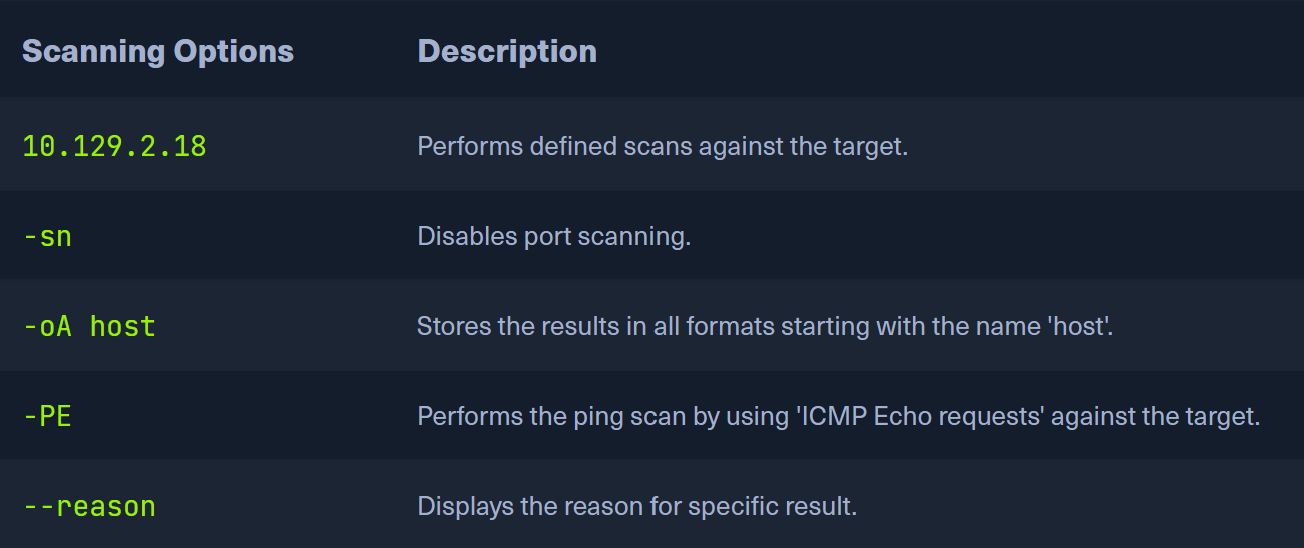 Scanning Options Description
10.129.2.18 Performs defined scans against the target.
-sn Disables port scanning.
-oA host Stores the results in all formats starting with the name 'host'.
-PE Performs the ping scan by using 'ICMP Echo requests' against the target.
--reason Displays the reason for specific result.